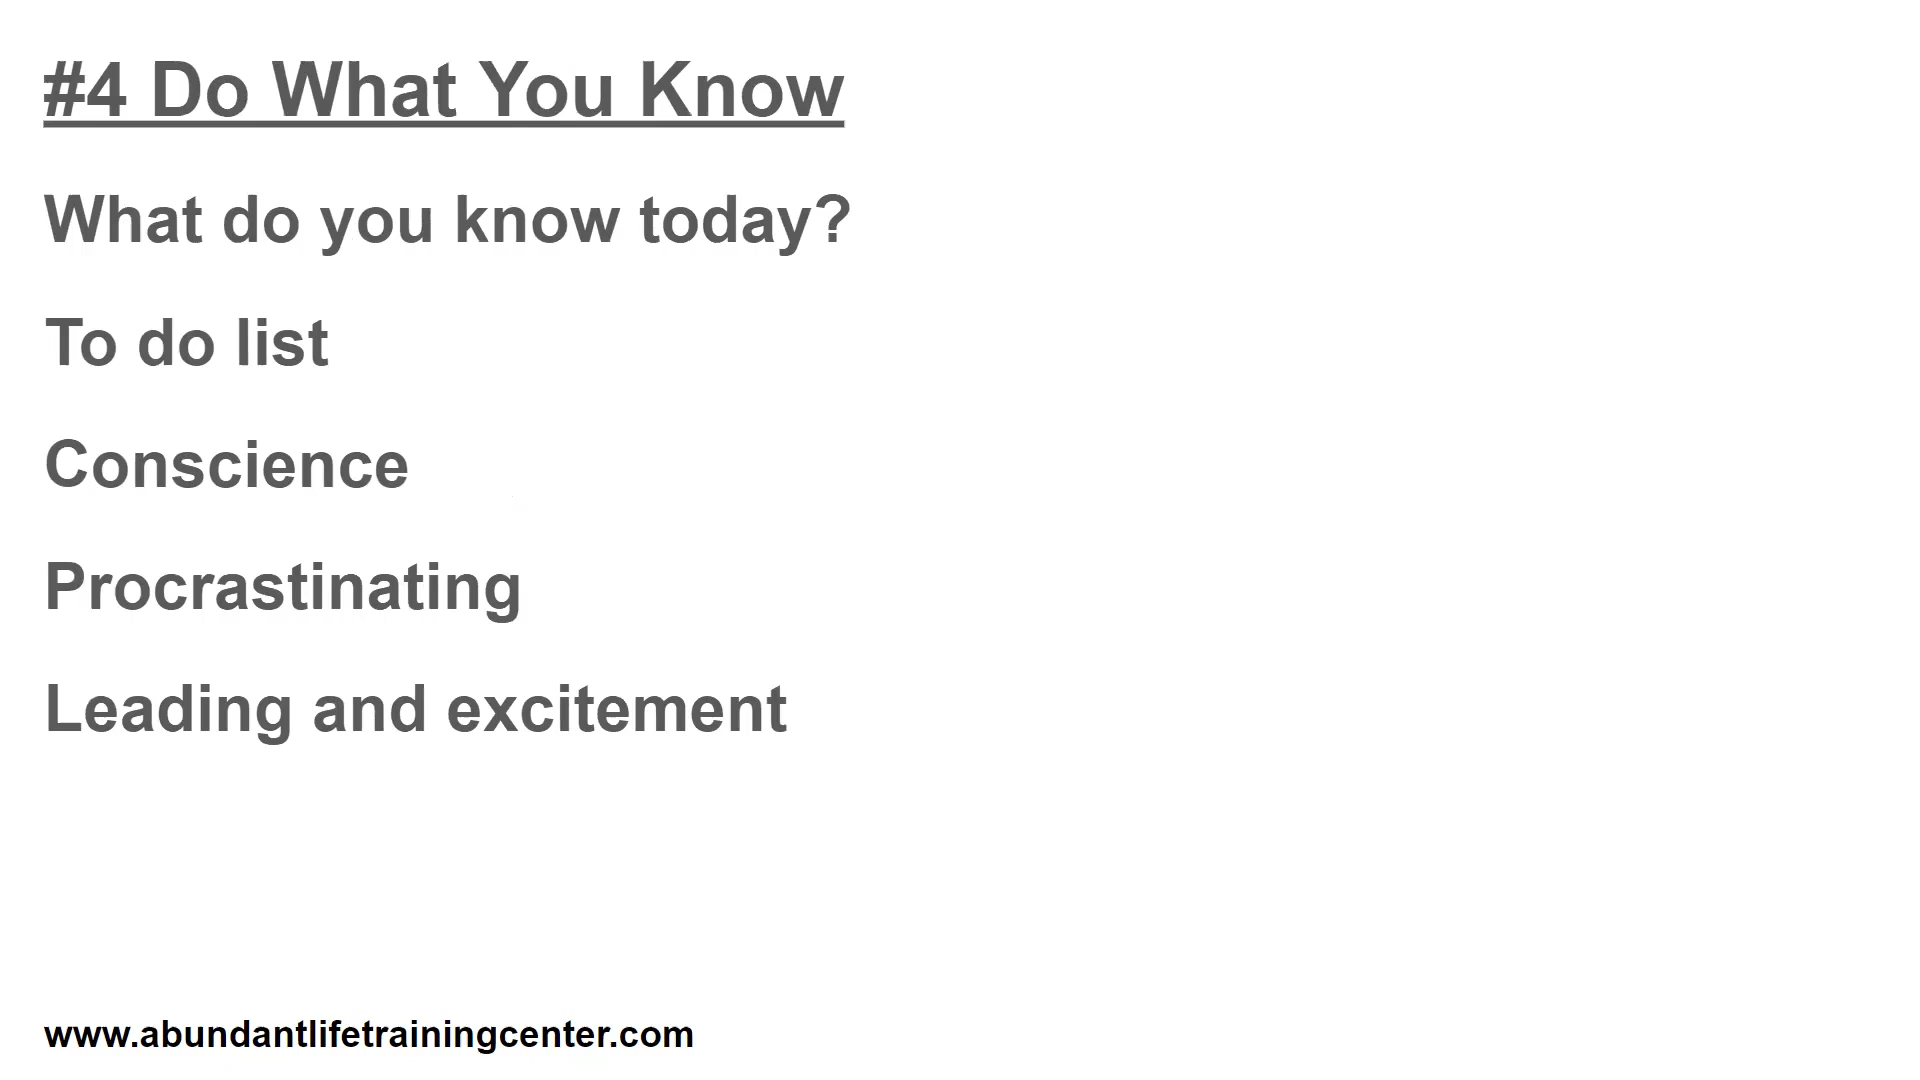 #4 Do What You Know
What do you know today?
To do list
Conscience
Procrastinating
Leading and excitement
www.abundantlifetrainingcenter.com